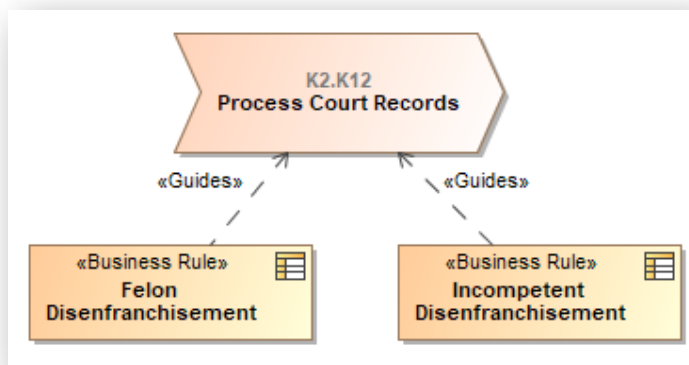 K2.K12
Process Court Records
«Guides»
«Guides»
«Business Rule»
Felon
Disenfranchisement
«Business Rule»
Incompetent
Disenfranchisement